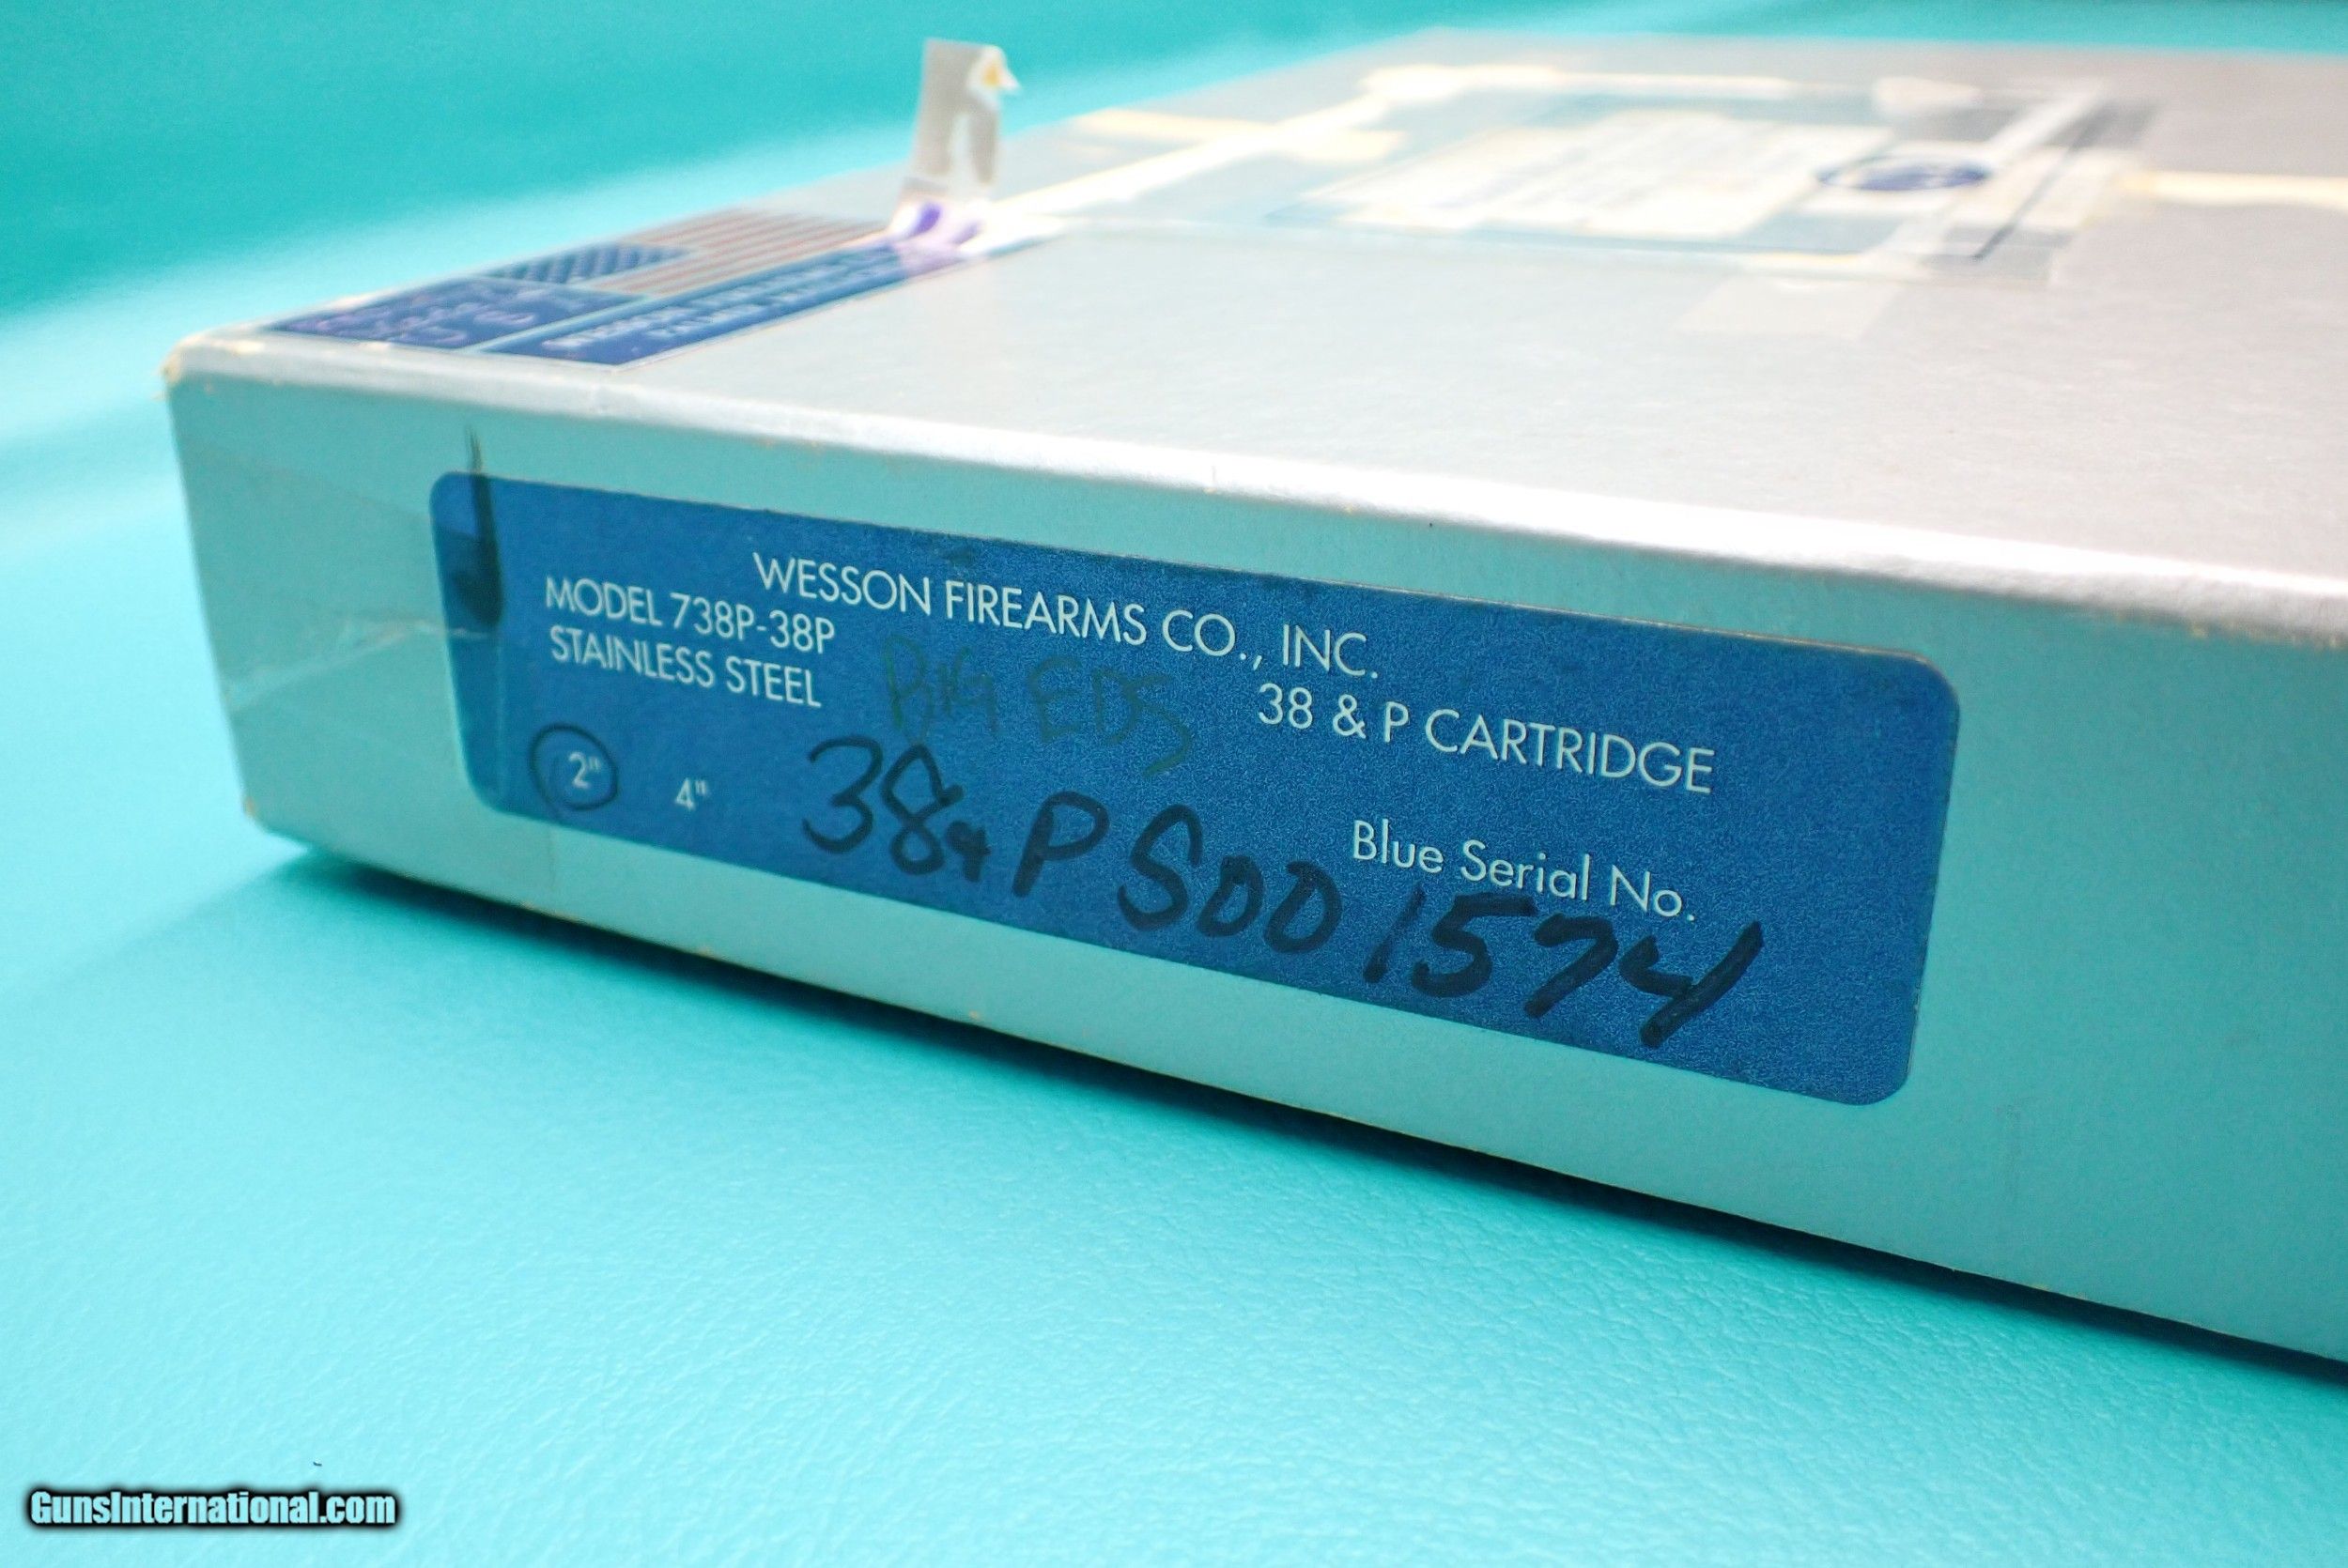 WESSON FIREARMS CO., INC.
MODEL 738P-38P
STAINLESS STEEL
BIG EDS
38 & P CARTRIDGE
2" 4"
Blue Serial No.
38&P S001574
GunsInternational.com